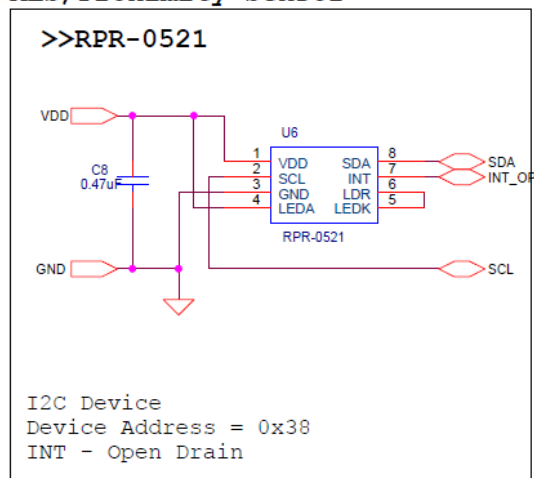 >>RPR-0521
VDD
U6
C8
0.47uF
1 VDD SDA 8 SDA
2 SCL INT 7
3 GND LDR 6
4 LEDA LEDK 5
RPR-0521
GND
SCL
I2C Device
Device Address = 0x38
INT - Open Drain